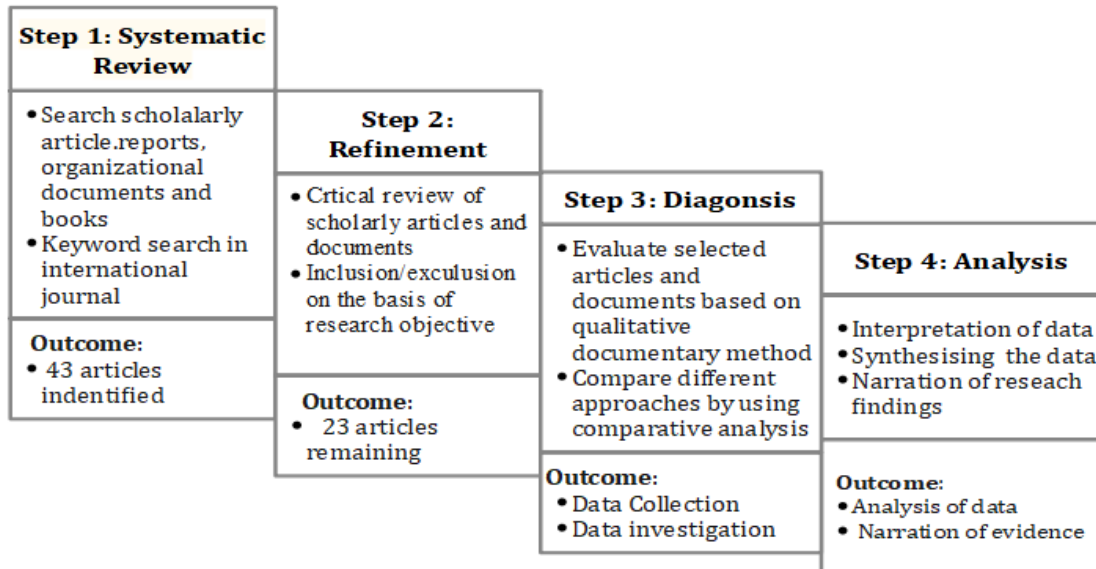 Step 1: Systematic
Review
• Search scholalarly
article.reports,
organizational
documents and
books
• Keyword search in
international
journal
Outcome:
• 43 articles
indentified
Step 2:
Refinement
• Crtical review of
scholarly articles and
documents
• Inclusion/exculusion
on the basis of
research objective
Outcome:
• 23 articles
remaining
Step 3: Diagonsis
• Evaluate selected
articles and
documents based on
qualitative
documentary method
• Compare different
approaches by using
comparative analysis
Outcome:
• Data Collection
• Data investigation
Step 4: Analysis
• Interpretation of data
• Synthesising the data
• Narration of reseach
findings
Outcome:
• Analysis of data
• Narration of evidence